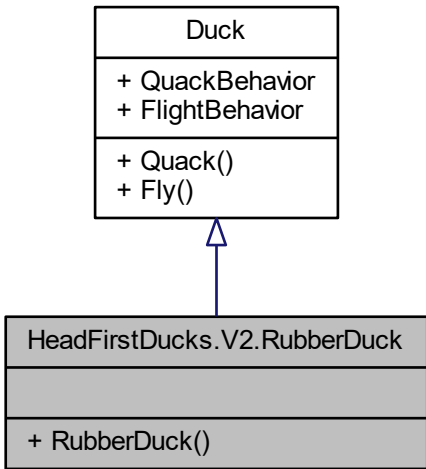 Duck
+ QuackBehavior
+ FlightBehavior
+ Quack()
+ Fly()
HeadFirstDucks.V2.RubberDuck
+ RubberDuck()